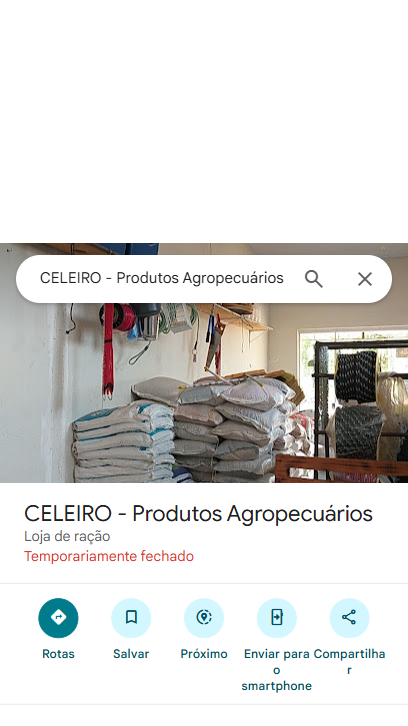 CELEIRO - Produtos Agropecuários
CELEIRO - Produtos Agropecuários
Loja de ração
Temporariamente fechado
Rotas
Salvar
Próximo
Enviar para o smartphone
Compartilhar